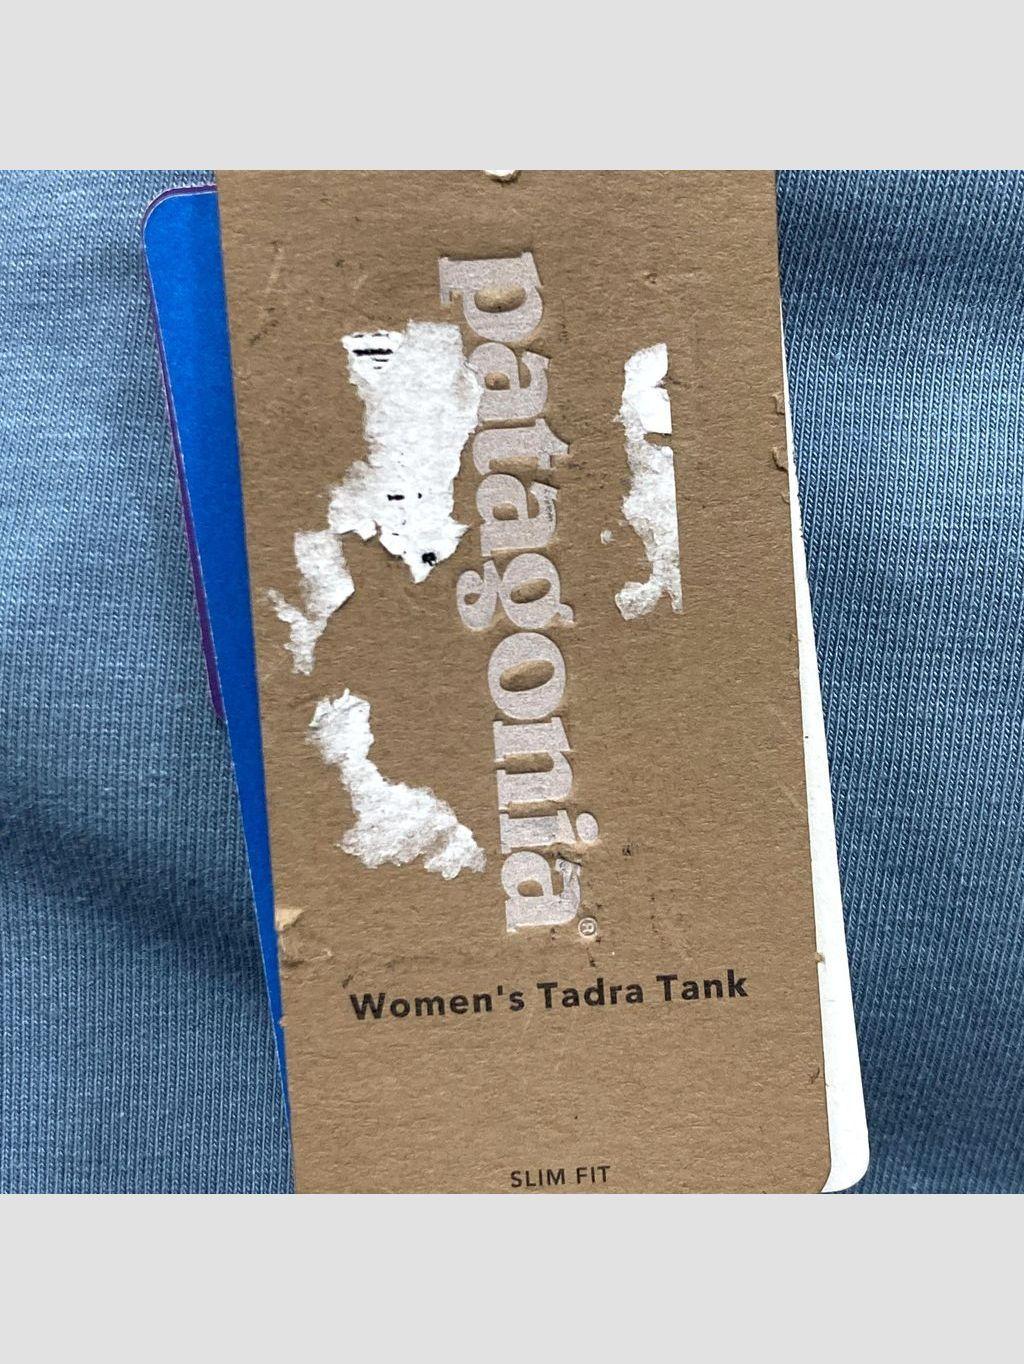 patagonia®
Women's Tadra Tank
SLIM FIT